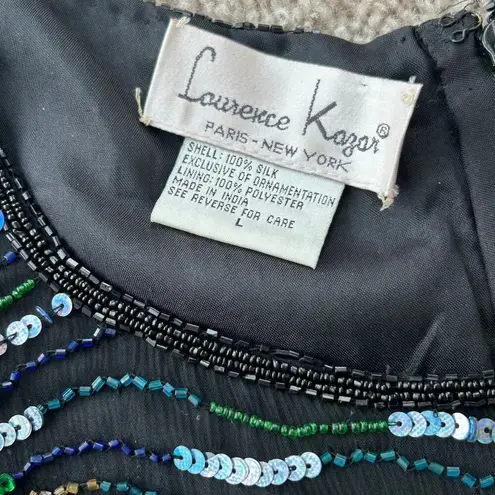 Laurence Kazar®
PARIS-NEW YORK
SHELL: 100% SILK
EXCLUSIVE OF ORNAMENTATION
LINING: 100% POLYESTER
MADE IN INDIA
SEE REVERSE FOR CARE
L